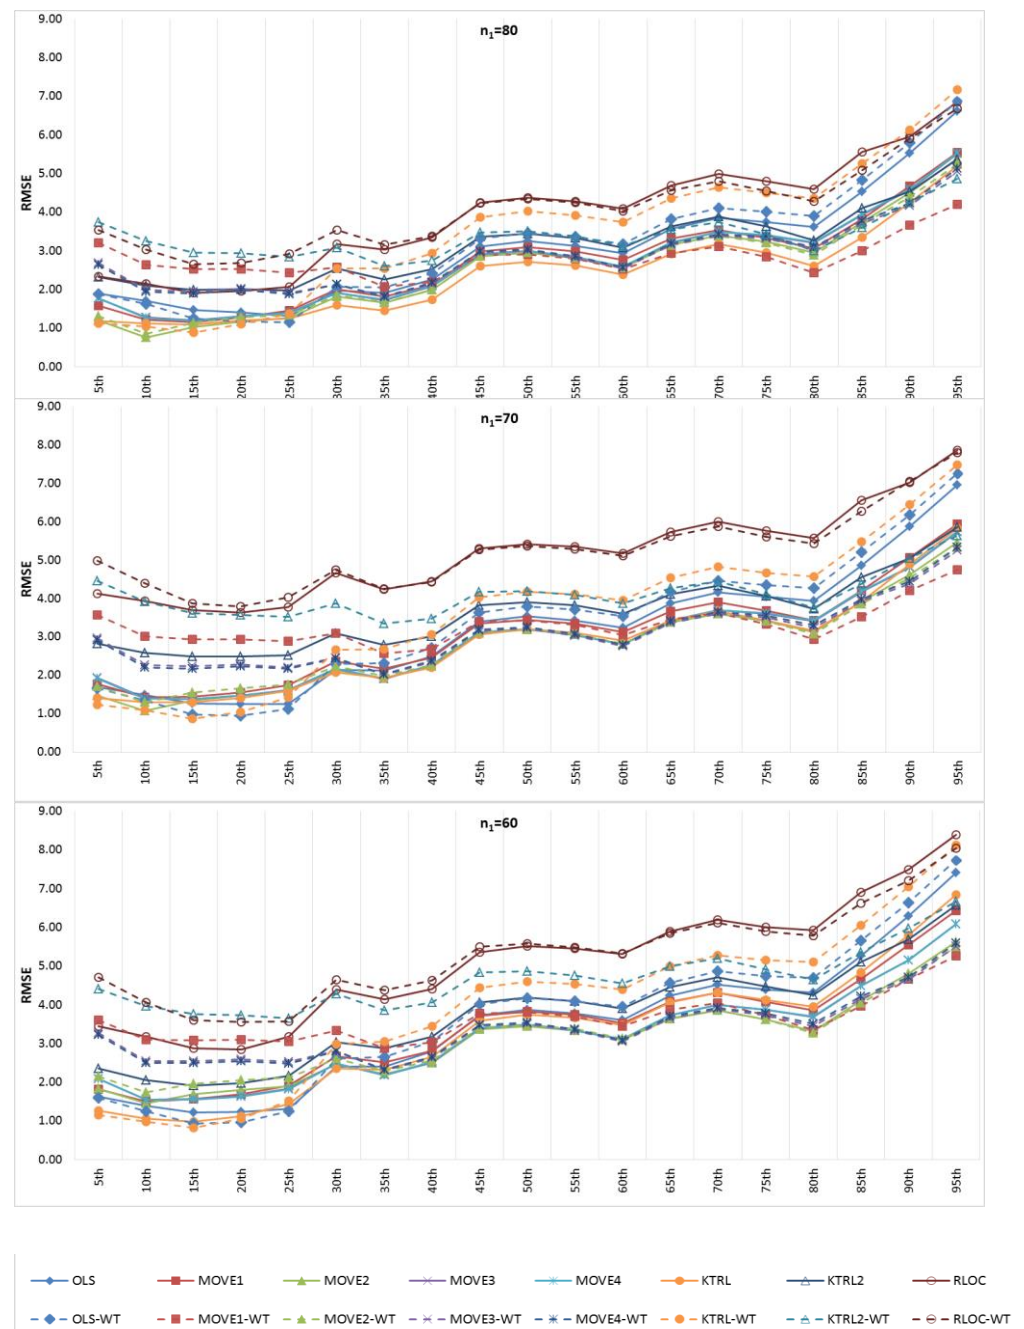 n1=80
9.00
8.00
7.00
6.00
5.00
4.00
3.00
2.00
1.00
0.00
RMSE
5th 10th 15th 20th 25th 30th 35th 40th 45th 50th 55th 60th 65th 70th 75th 80th 85th 90th 95th
n1=70
9.00
8.00
7.00
6.00
5.00
4.00
3.00
2.00
1.00
0.00
RMSE
5th 10th 15th 20th 25th 30th 35th 40th 45th 50th 55th 60th 65th 70th 75th 80th 85th 90th 95th
n1=60
9.00
8.00
7.00
6.00
5.00
4.00
3.00
2.00
1.00
0.00
RMSE
5th 10th 15th 20th 25th 30th 35th 40th 45th 50th 55th 60th 65th 70th 75th 80th 85th 90th 95th
OLS MOVE1 MOVE2 MOVE3 MOVE4 KTRL KTRL2 RLOC
OLS-WT MOVE1-WT MOVE2-WT MOVE3-WT MOVE4-WT KTRL-WT KTRL2-WT RLOC-WT